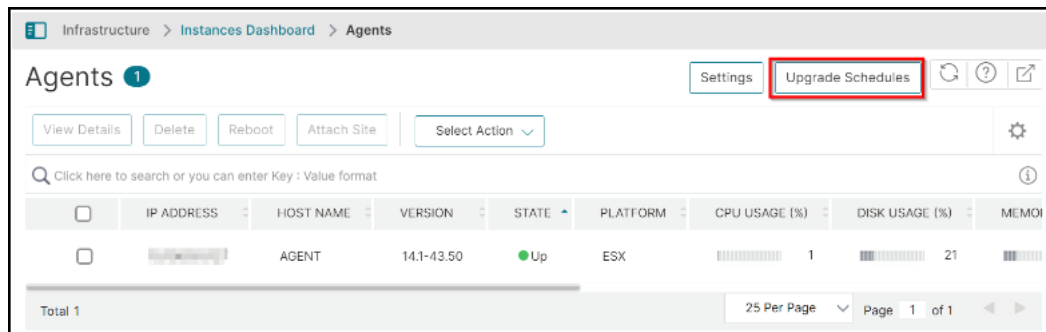 Infrastructure > Instances Dashboard > Agents
Agents 1
Settings Upgrade Schedules
View Details Delete Reboot Attach Site Select Action
Click here to search or you can enter Key : Value format
IP ADDRESS HOST NAME VERSION STATE PLATFORM CPU USAGE (%) DISK USAGE (%) MEMO
AGENT 14.1-43.50 Up ESX 1 21
Total 1 25 Per Page Page 1 of 1